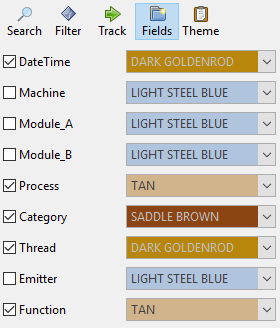 Search Filter Track Fields Theme
DateTime DARK GOLDENROD
Machine LIGHT STEEL BLUE
Module_A LIGHT STEEL BLUE
Module_B LIGHT STEEL BLUE
Process TAN
Category SADDLE BROWN
Thread DARK GOLDENROD
Emitter LIGHT STEEL BLUE
Function TAN